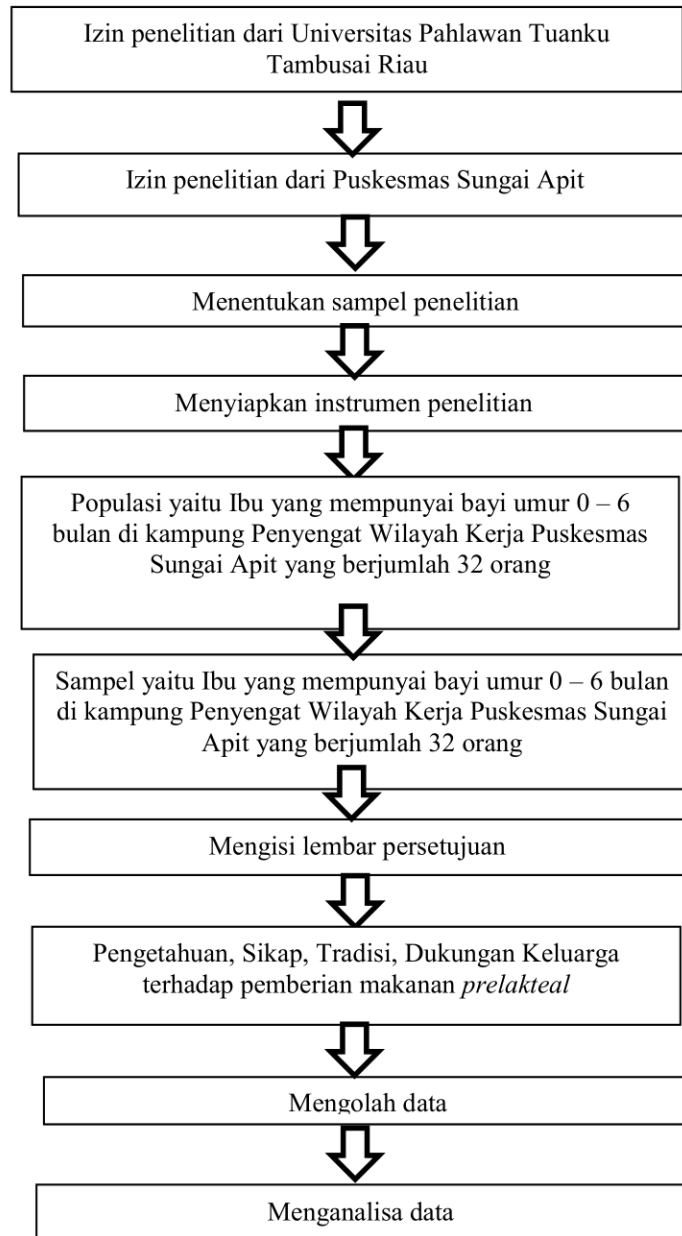 Izin penelitian dari Universitas Pahlawan Tuanku
Tambusai Riau
Izin penelitian dari Puskesmas Sungai Apit
Menentukan sampel penelitian
Menyiapkan instrumen penelitian
Populasi yaitu Ibu yang mempunyai bayi umur 0 – 6
bulan di kampung Penyengat Wilayah Kerja Puskesmas
Sungai Apit yang berjumlah 32 orang
Sampel yaitu Ibu yang mempunyai bayi umur 0 – 6 bulan
di kampung Penyengat Wilayah Kerja Puskesmas Sungai
Apit yang berjumlah 32 orang
Mengisi lembar persetujuan
Pengetahuan, Sikap, Tradisi, Dukungan Keluarga
terhadap pemberian makanan prelakteal
Mengolah data
Menganalisa data